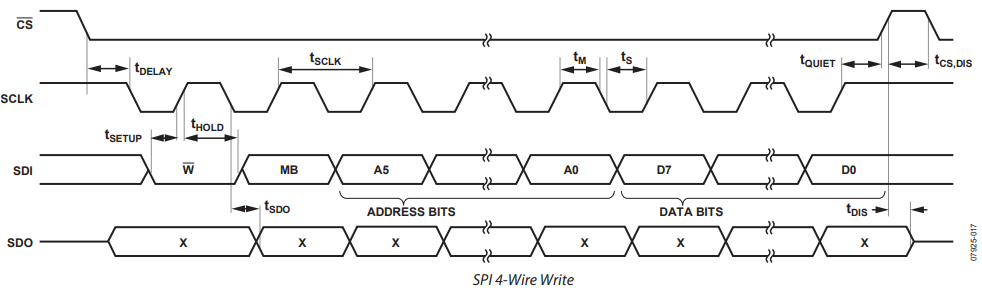 CS
tDELAY
tSCLK
tM
tS
tQUIET
tCS,DIS
SCLK
tSETUP
tHOLD
SDI
W
MB
A5
A0
D7
D0
tSDO
ADDRESS BITS
DATA BITS
tDIS
SDO
X
X
X
X
X
X
07925-017
SPI 4-Wire Write